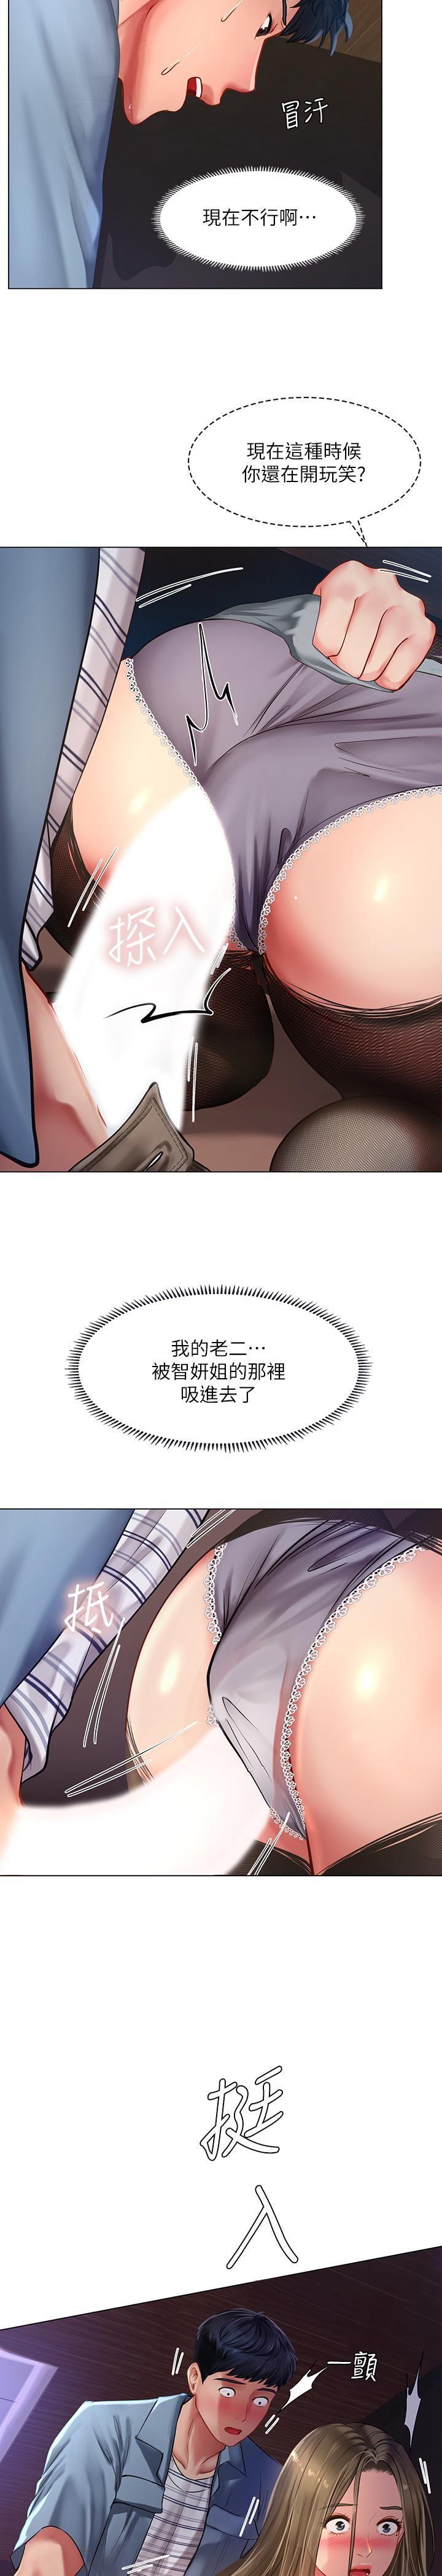 冒汗
現在不行啊…
現在這種時候
你還在開玩笑?
探入
我的老二…
被智妍姐的那裡
吸進去了
抵
挺
入
一顫